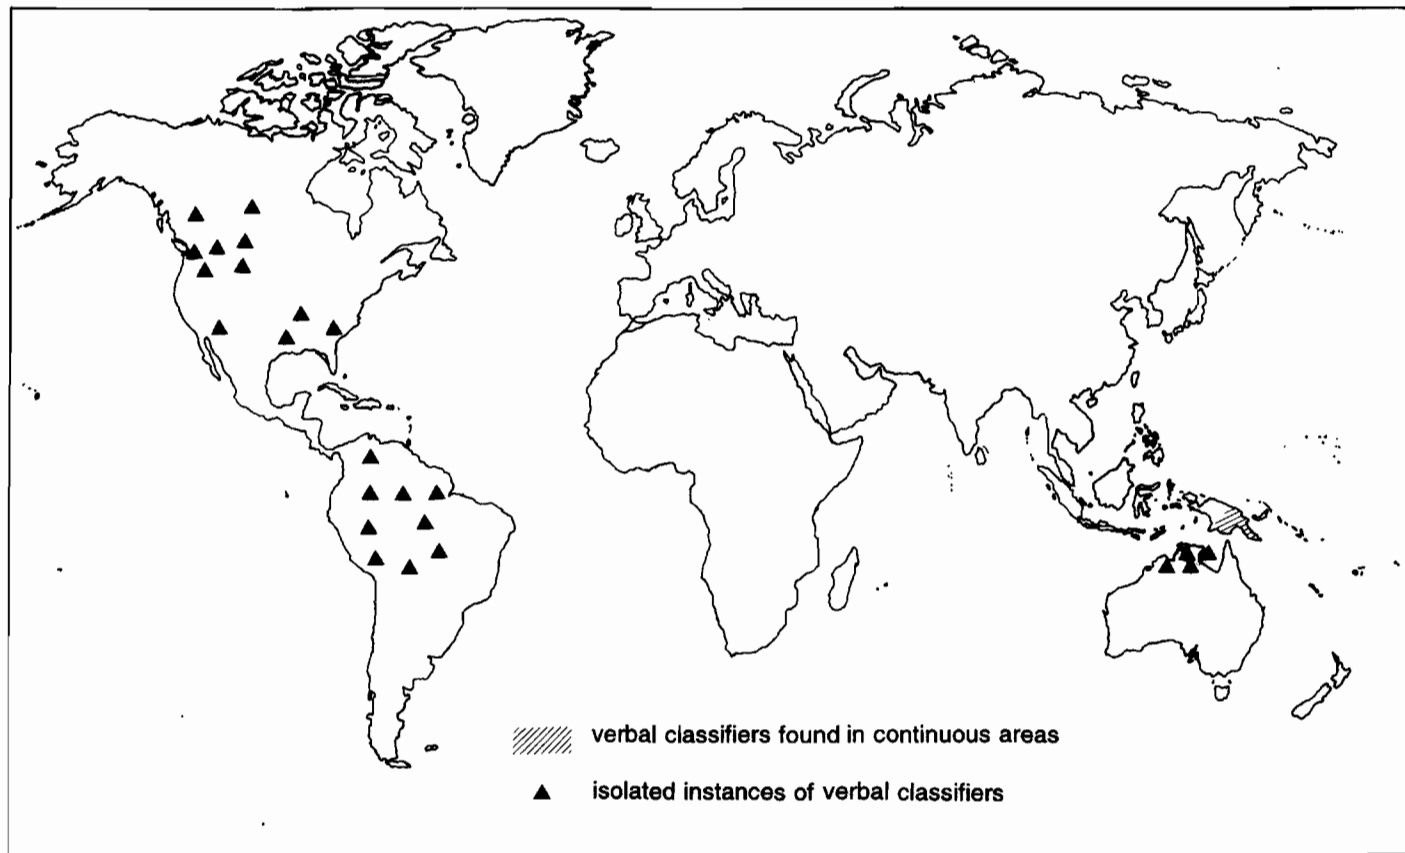 verbal classifiers found in continuous areas
isolated instances of verbal classifiers